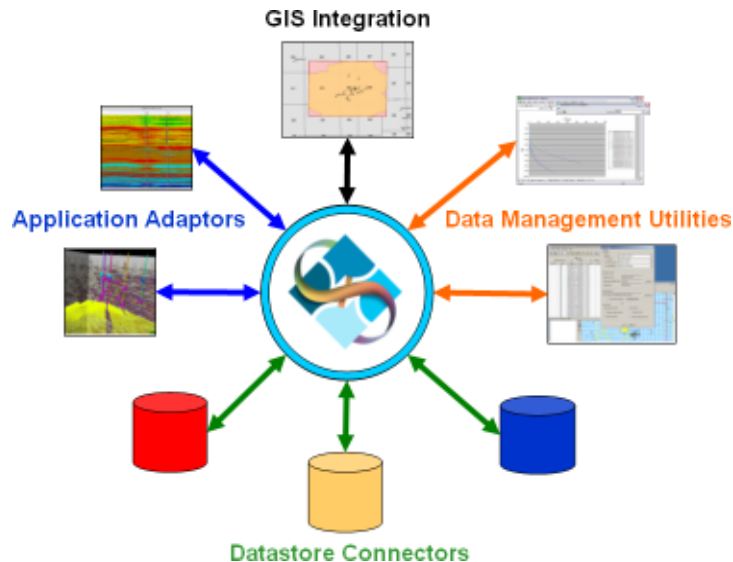 GIS Integration
Application Adaptors
Data Management Utilities
Datastore Connectors